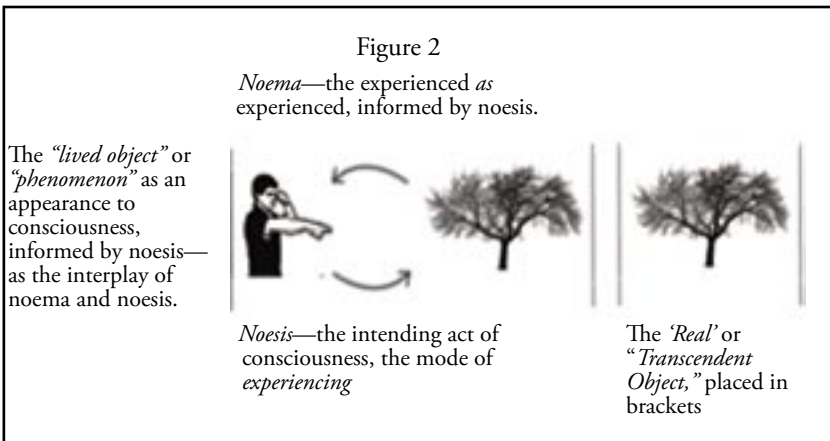 Figure 2
Noema—the experienced as
experienced, informed by noesis.
The “lived object” or
“phenomenon” as an
appearance to
consciousness,
informed by noesis—
as the interplay of
noema and noesis.
Noesis—the intending act of
consciousness, the mode of
experiencing
The ‘Real’ or
“Transcendent
Object,” placed in
brackets